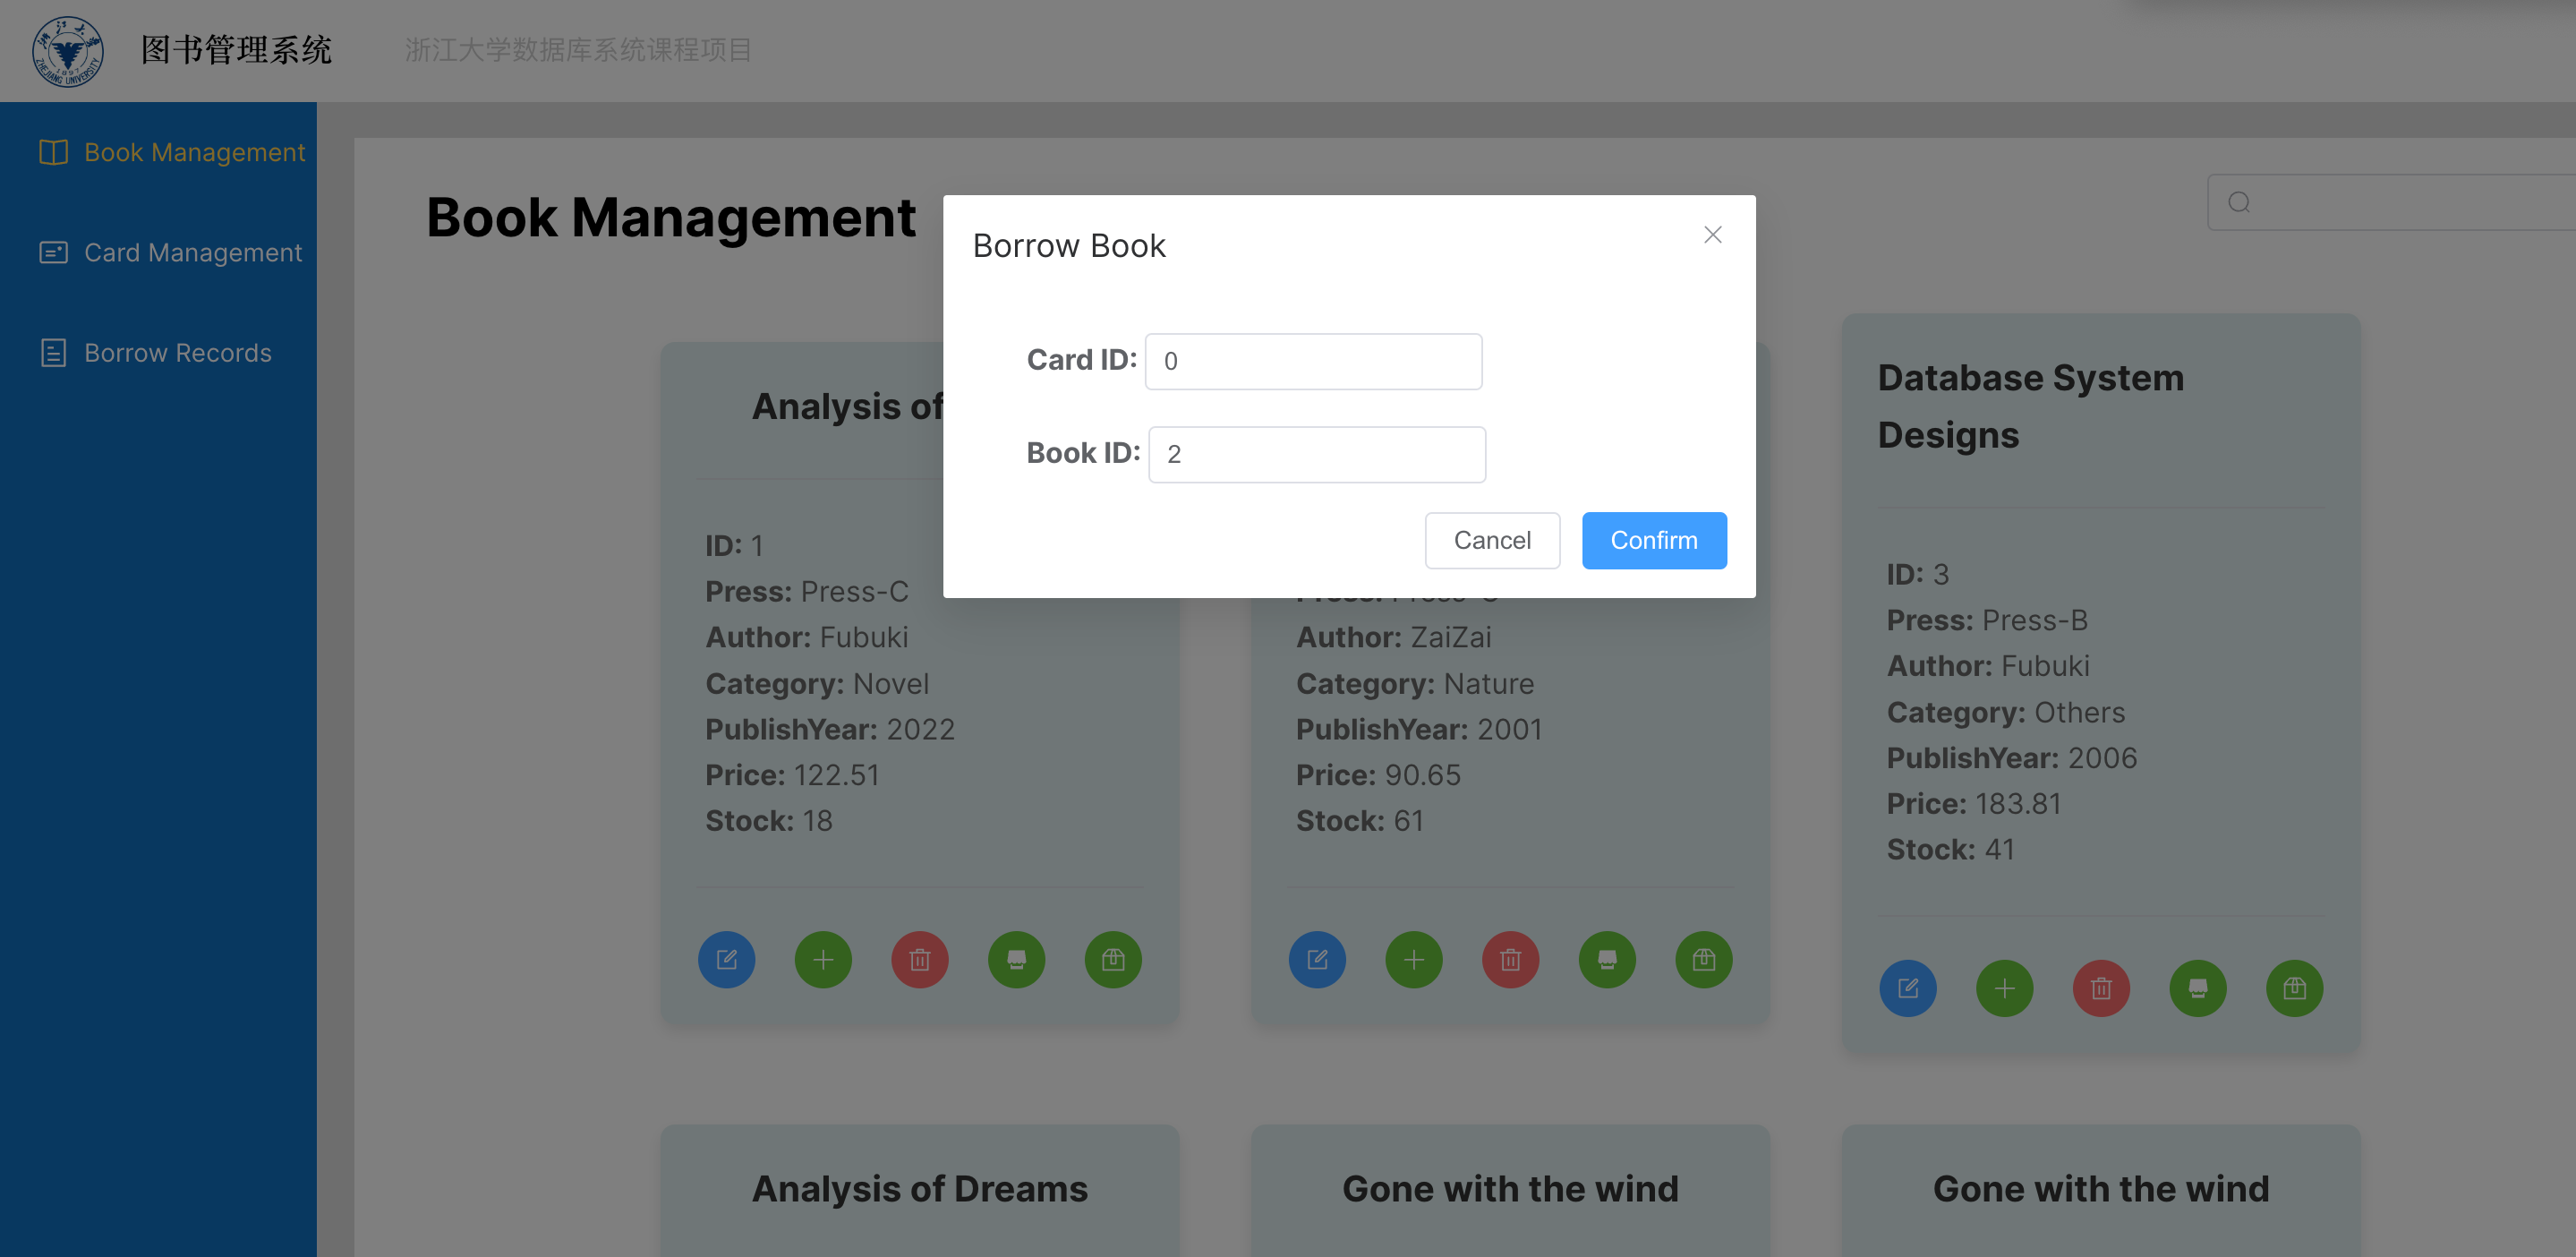 图书管理系统
浙江大学数据库系统课程项目
ZHEJIANG UNIVERSITY
1897
Book Management
Card Management
Borrow Records
Book Management
Borrow Book
Card ID: 0
Book ID: 2
Cancel
Confirm
Analysis of
ID: 1
Press: Press-C
Author: Fubuki
Category: Novel
PublishYear: 2022
Price: 122.51
Stock: 18
Author: ZaiZai
Category: Nature
PublishYear: 2001
Price: 90.65
Stock: 61
Database System
Designs
ID: 3
Press: Press-B
Author: Fubuki
Category: Others
PublishYear: 2006
Price: 183.81
Stock: 41
Analysis of Dreams
Gone with the wind
Gone with the wind